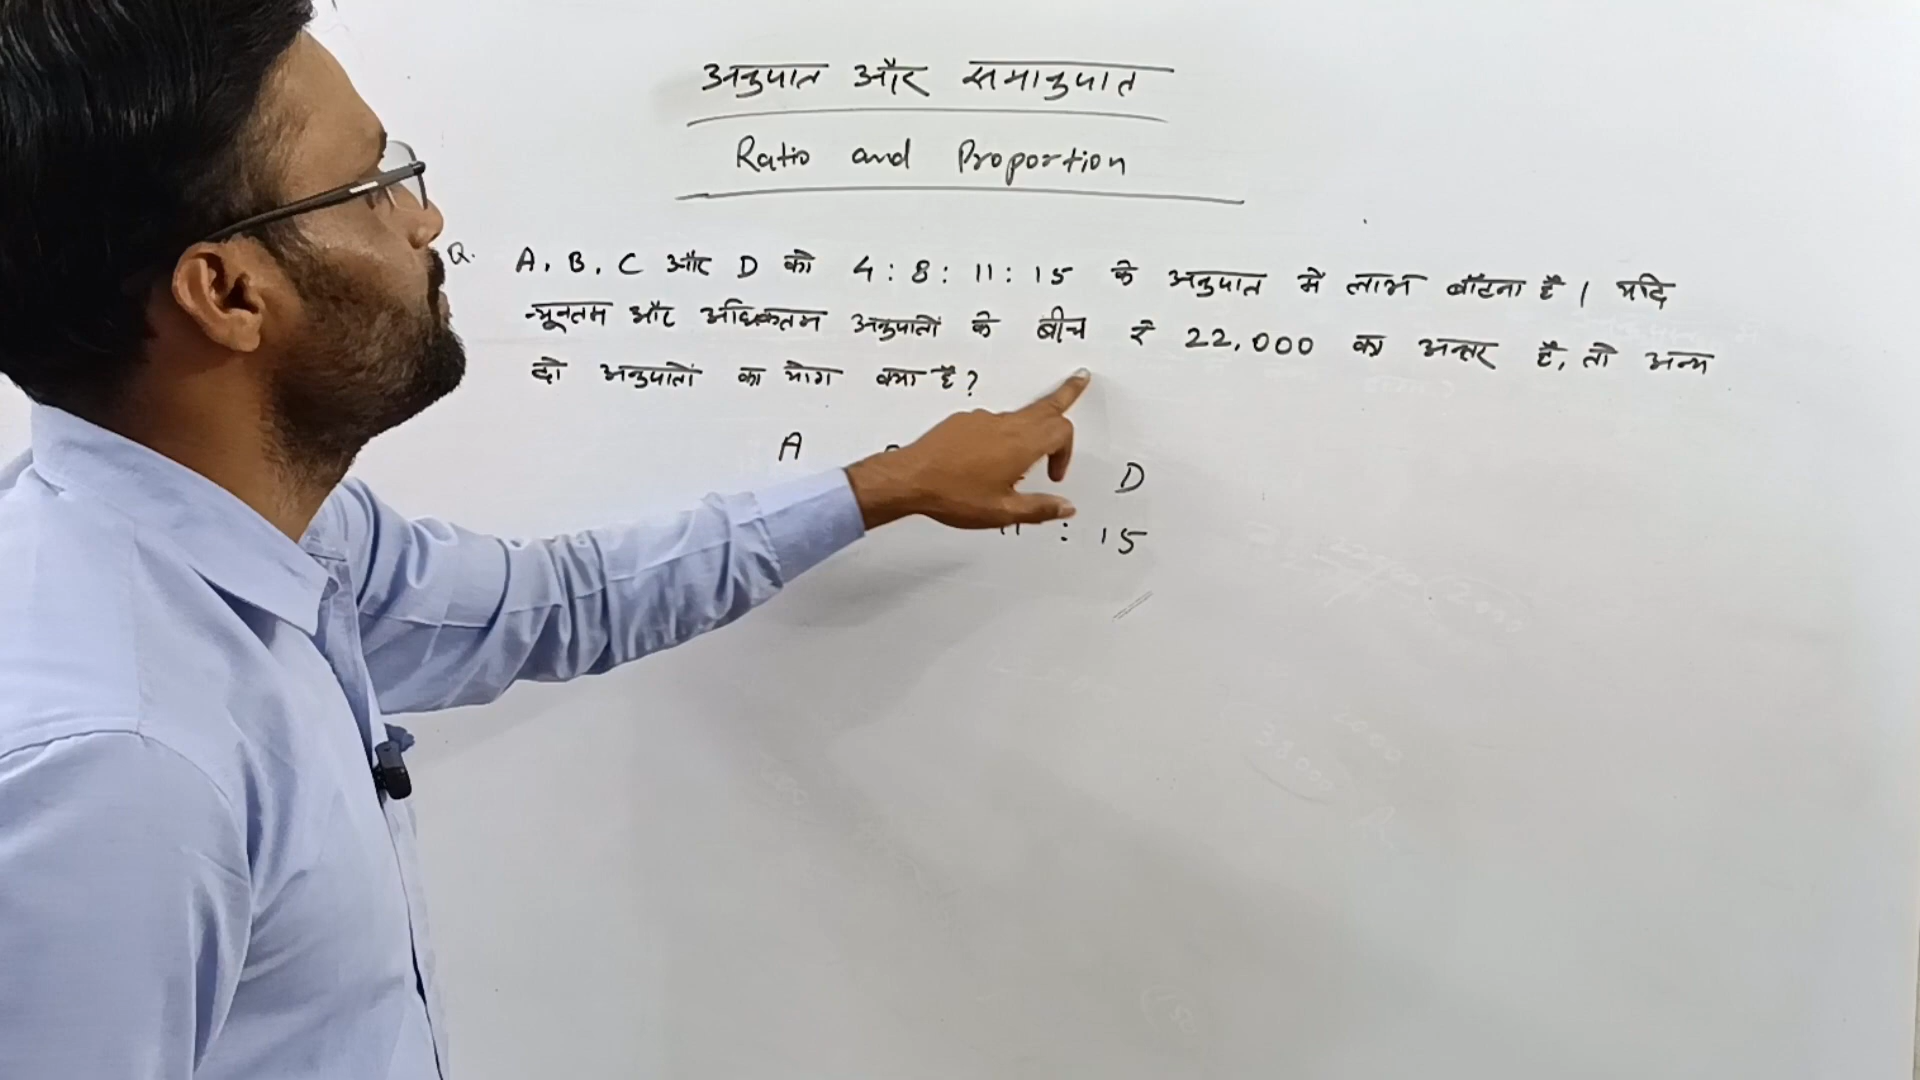 अनुपात और समानुपात
Ratio and Proportion
Q. A, B, C और D को 4 : 8 : 11 : 15 के अनुपात में लाभ बाँटना है। यदि
न्यूनतम और अधिकतम अनुपातों के बीच ₹ 22,000 का अन्तर है, तो अन्य
दो अनुपातों का योग क्या है?
A D
11 : 15